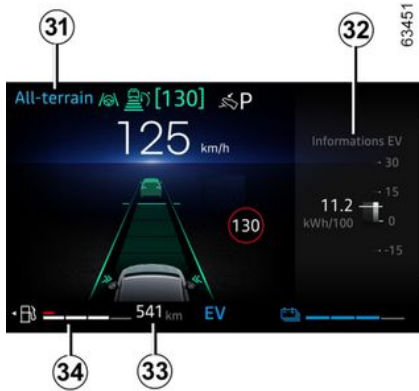 31
32
63451
All-terrain [130] P
125 km/h
Informations EV
30
15
11.2
kWh/100
0
-15
130
541 km EV
34
33